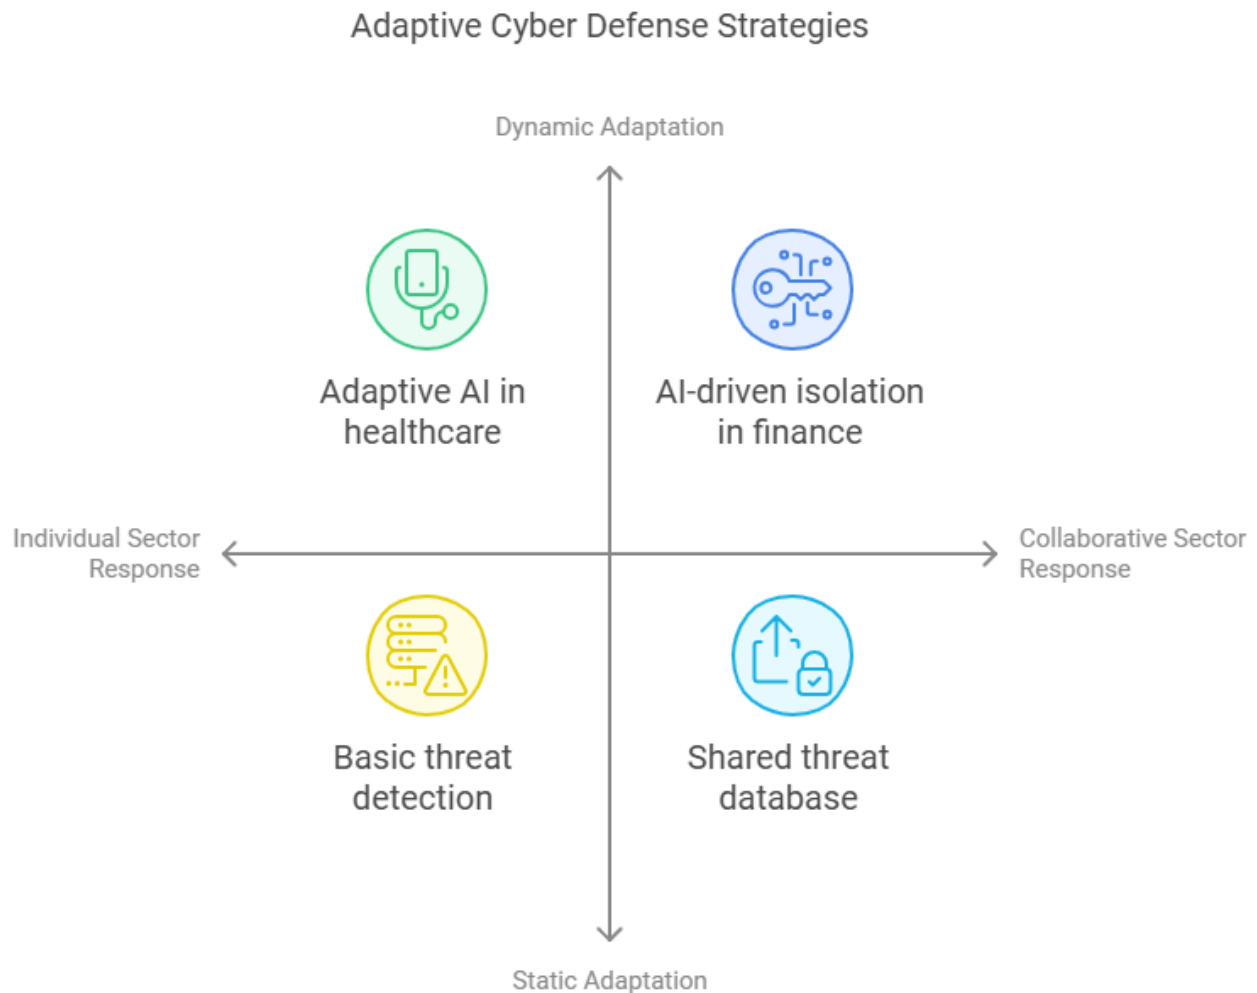 Adaptive Cyber Defense Strategies
Dynamic Adaptation
Adaptive AI in
healthcare
AI-driven isolation
in finance
Individual Sector
Response
Collaborative Sector
Response
Basic threat
detection
Shared threat
database
Static Adaptation